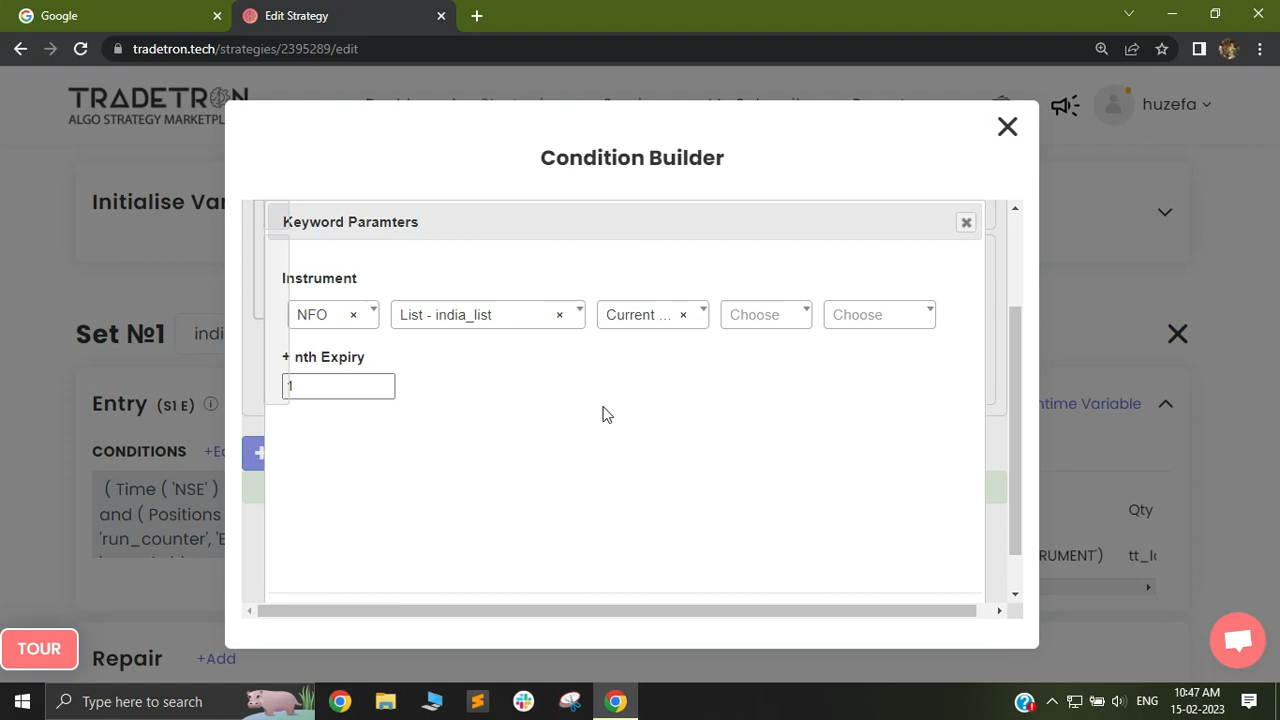 Google
Edit Strategy
tradetron.tech/strategies/2395289/edit
TRADETRON
ALGO STRATEGY MARKETPL
huzefa
Condition Builder
Initialise Var
Keyword Paramters
Instrument
NFO × List - india_list × Current ... × Choose Choose
+ nth Expiry
1
Set №1 indi
Entry (S1 E) ntime Variable
CONDITIONS +Ed
( Time ( 'NSE' )
and ( Positions
'run_counter', 'E
Qty
RUMENT') tt_lo
TOUR
Repair +Add
Type here to search
ENG
10:47 AM
15-02-2023